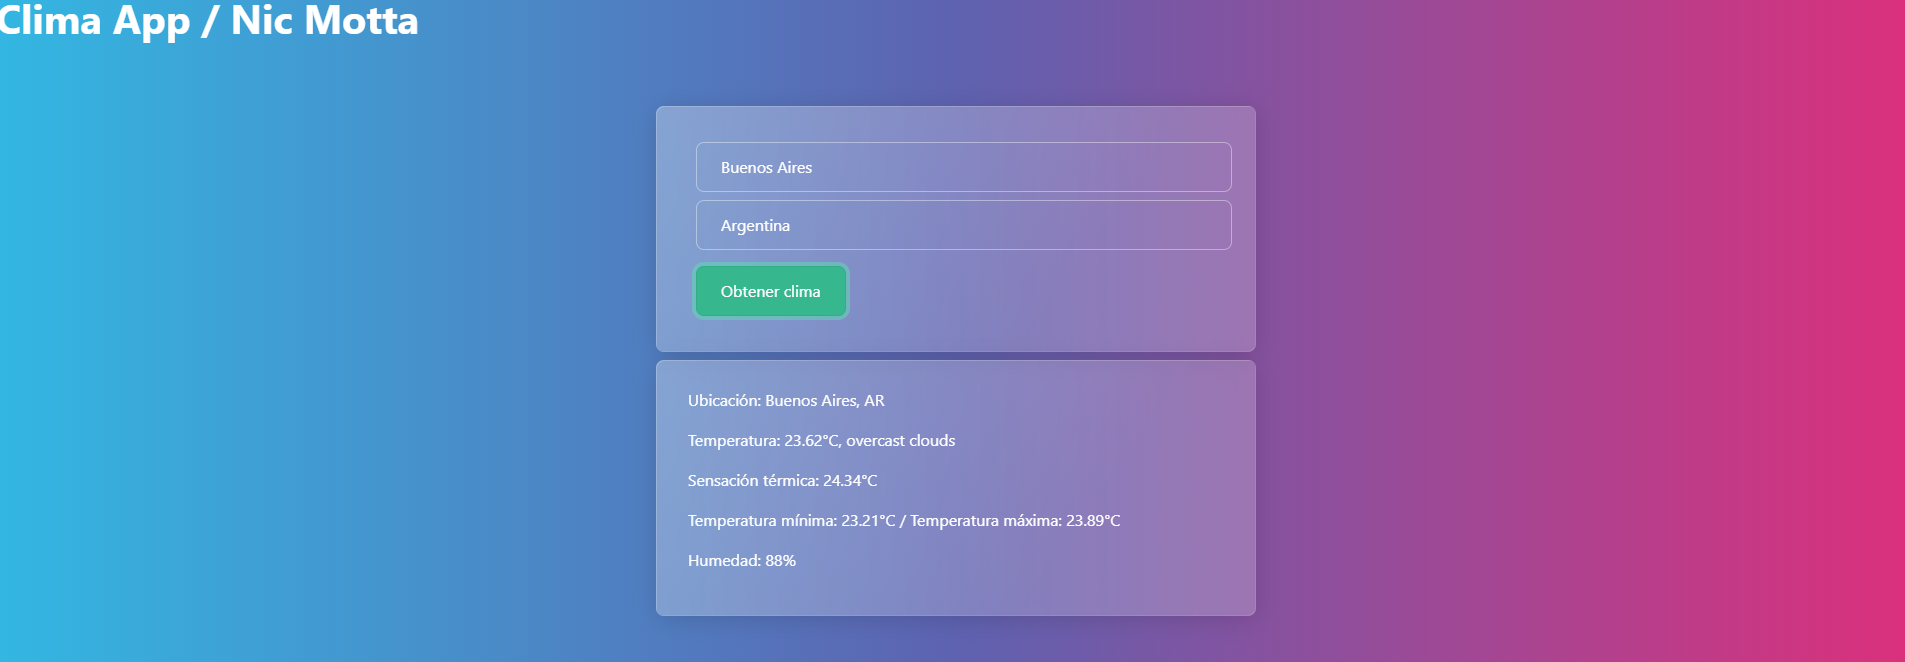 Clima App / Nic Motta
Buenos Aires
Argentina
Obtener clima
Ubicación: Buenos Aires, AR
Temperatura: 23.62°C, overcast clouds
Sensación térmica: 24.34°C
Temperatura mínima: 23.21°C / Temperatura máxima: 23.89°C
Humedad: 88%